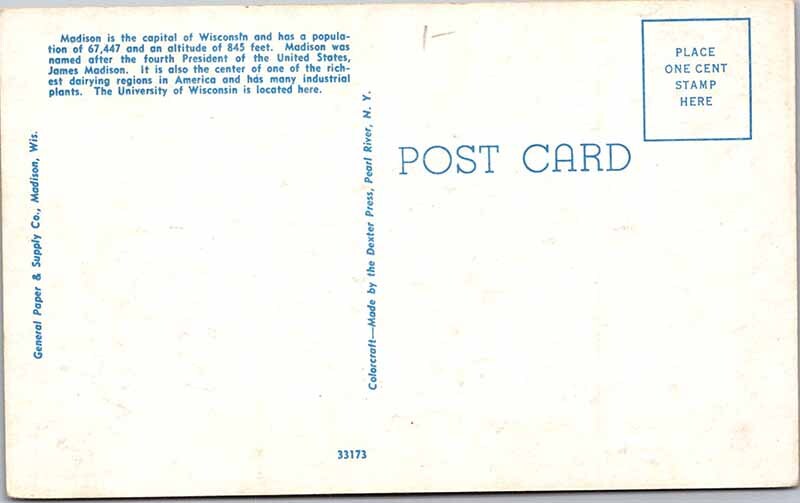 Madison is the capital of Wisconsin and has a popula-
tion of 67,447 and an altitude of 845 feet. Madison was
named after the fourth President of the United States,
James Madison. It is also the center of one of the rich-
est dairying regions in America and has many industrial
plants. The University of Wisconsin is located here.
General Paper & Supply Co., Madison, Wis.
Colorcraft—Made by the Dexter Press, Pearl River, N. Y.
1-
PLACE
ONE CENT
STAMP
HERE
POST CARD
33173